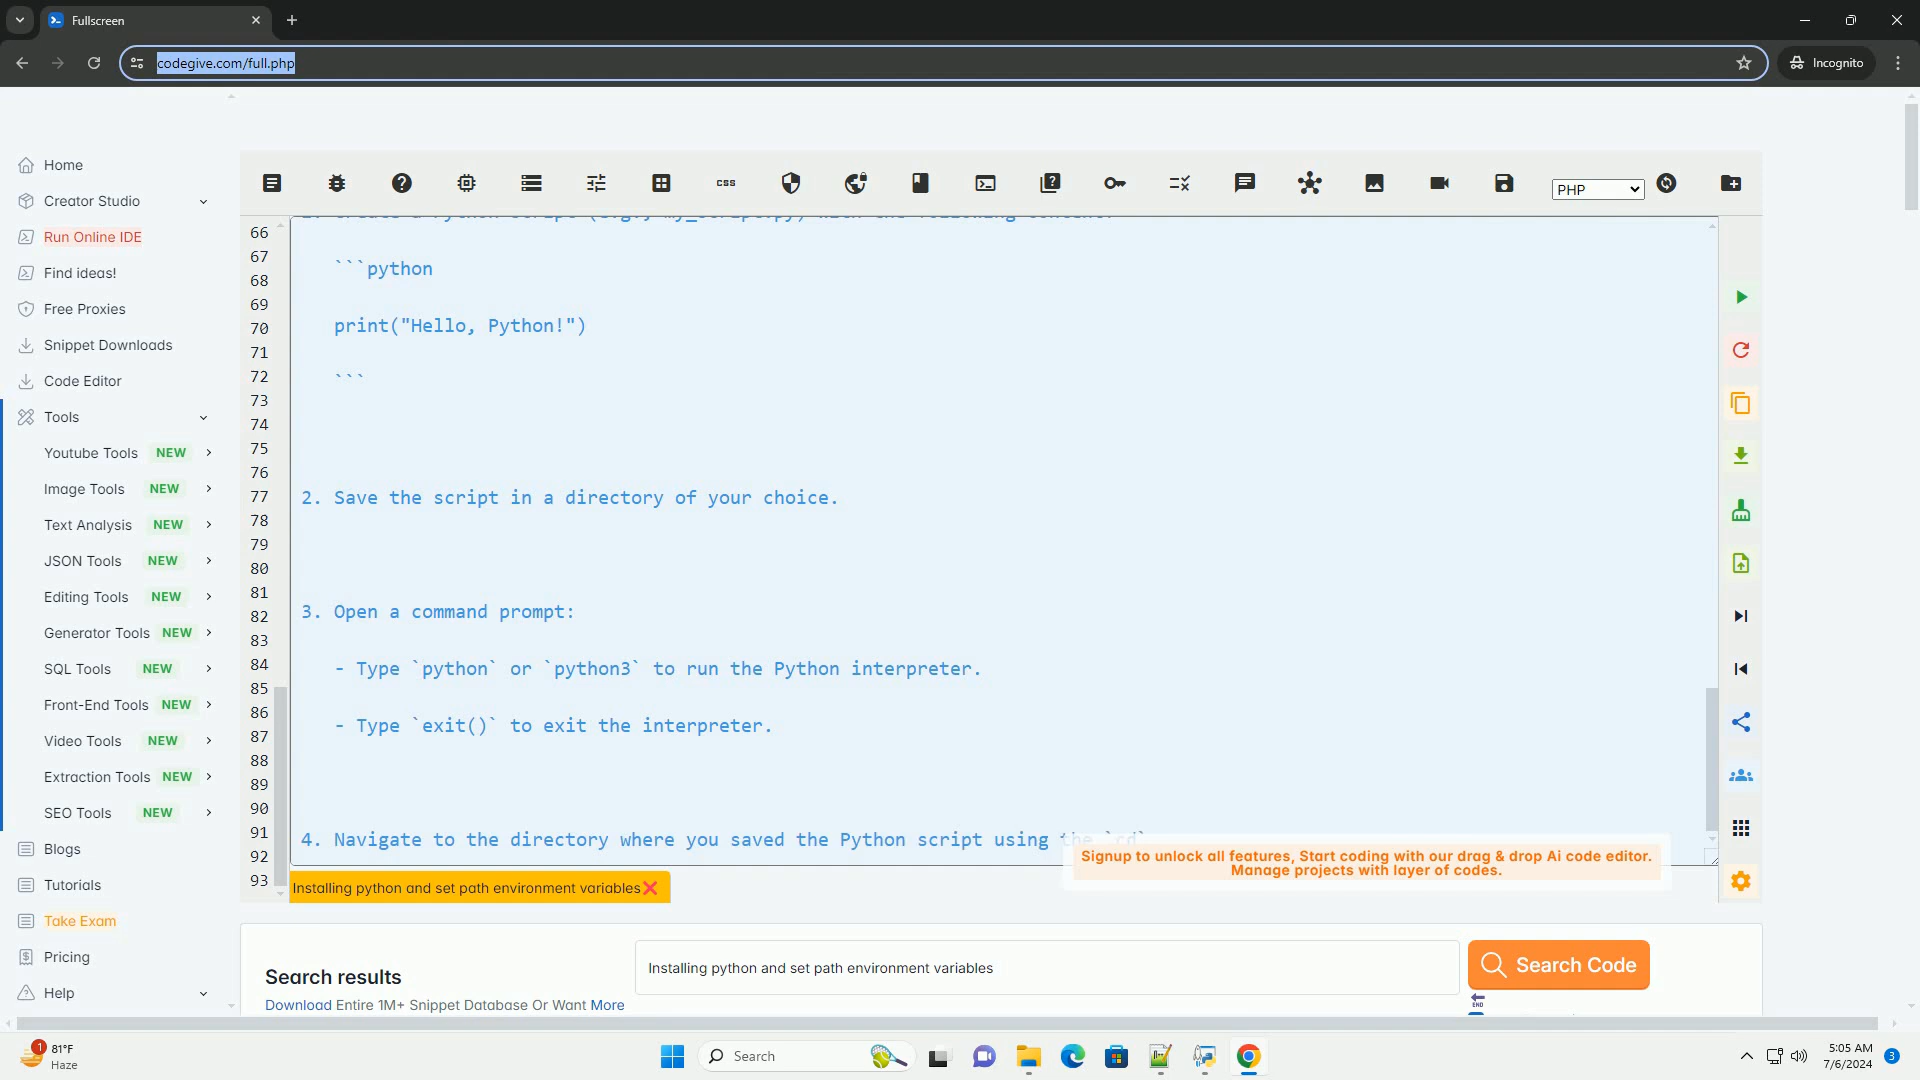 Fullscreen
codegive.com/full.php
Incognito
Home
Creator Studio
Run Online IDE
Find ideas!
Free Proxies
Snippet Downloads
Code Editor
Tools
Youtube Tools NEW
Image Tools NEW
Text Analysis NEW
JSON Tools NEW
Editing Tools NEW
Generator Tools NEW
SQL Tools NEW
Front-End Tools NEW
Video Tools NEW
Extraction Tools NEW
SEO Tools NEW
Blogs
Tutorials
Take Exam
Pricing
Help
CSS
PHP
66
67
68
69
70
71
72
73
74
75
76
77
78
79
80
81
82
83
84
85
86
87
88
89
90
91
92
93
```python
print("Hello, Python!")
```
2. Save the script in a directory of your choice.
3. Open a command prompt:
- Type `python` or `python3` to run the Python interpreter.
- Type `exit()` to exit the interpreter.
4. Navigate to the directory where you saved the Python script using the `cd`
Signup to unlock all features, Start coding with our drag & drop Ai code editor.
Manage projects with layer of codes.
Installing python and set path environment variables
Search results
Download Entire 1M+ Snippet Database Or Want More
Installing python and set path environment variables
Search Code
END
1
81°F
Haze
Search
5:05 AM
7/6/2024
3